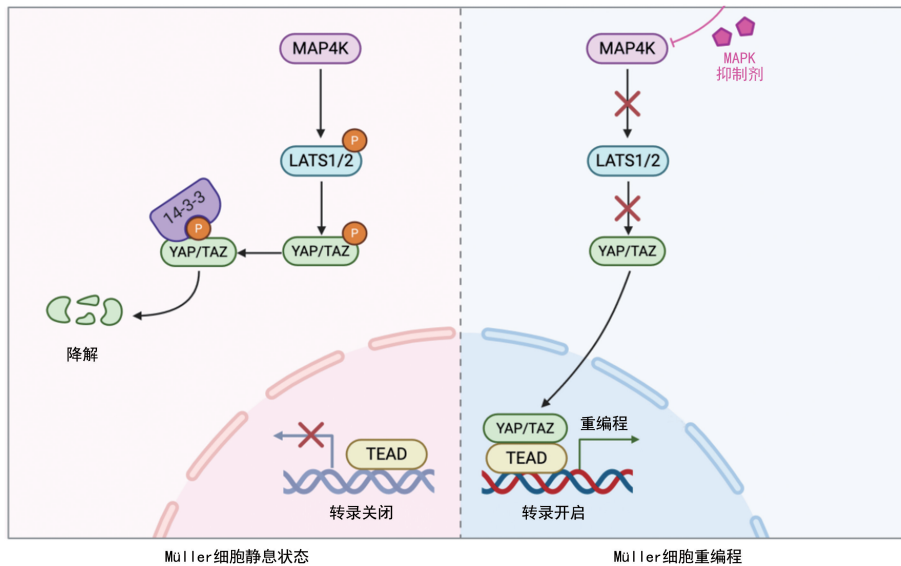 MAP4K
P
LATS1/2
14-3-3
P
P
YAP/TAZ
YAP/TAZ
降解
TEAD
转录关闭
Müller细胞静息状态
MAP4K
MAPK
抑制剂
LATS1/2
YAP/TAZ
YAP/TAZ
重编程
TEAD
转录开启
Müller细胞重编程